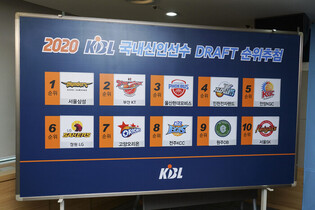 2020 KBL 국내신인선수 DRAFT 순위추첨
1 순위 2 순위 3 순위 4 순위 5 순위
서울삼성 부산 KT 울산현대모비스 인천전자랜드 안양KGC
6 순위 7 순위 8 순위 9 순위 10 순위
창원 LG 고양오리온 전주KCC 원주DB 서울SK
KBL